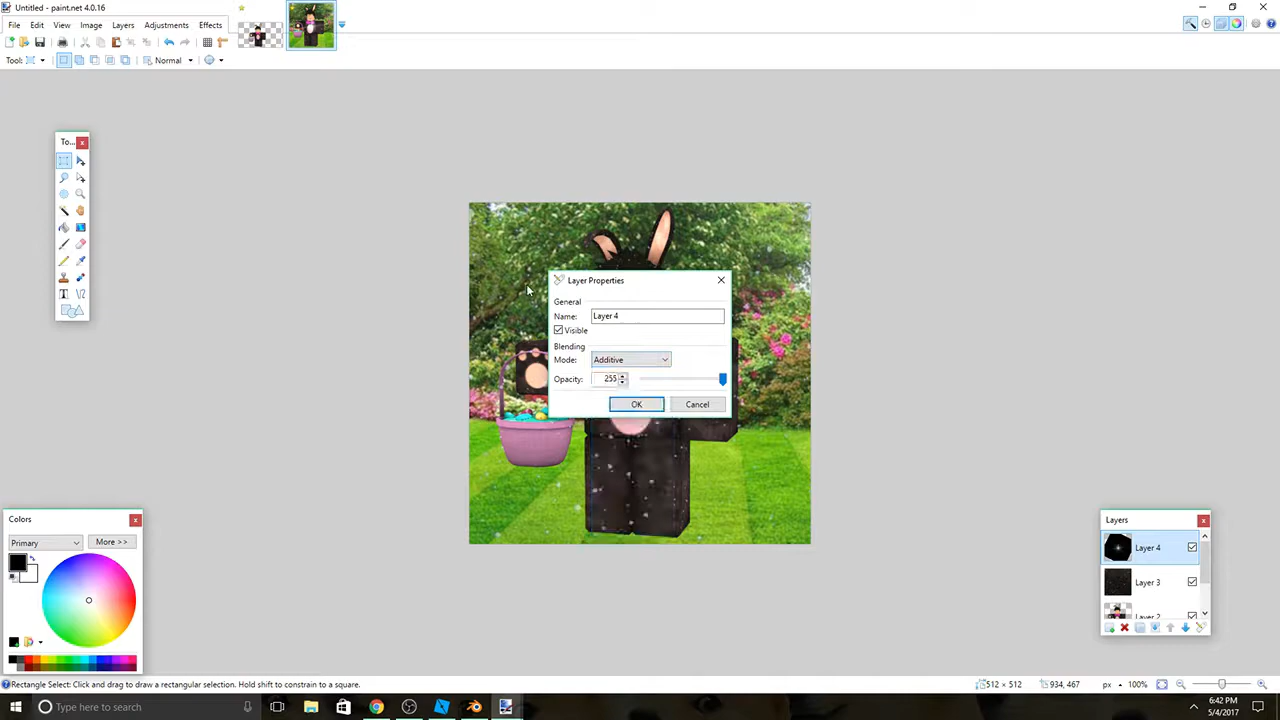 Untitled - paint.net 4.0.16
File Edit View Image Layers Adjustments Effects
Tool: Normal
To...
Layer Properties
General
Name: Layer 4
Visible
Blending
Mode: Additive
Opacity: 255
OK Cancel
Colors
Primary More >>
Layers
Layer 4
Layer 3
Layer 2
Rectangle Select: Click and drag to draw a rectangular selection. Hold shift to constrain to a square.
512 × 512 934, 467 px 100%
Type here to search
6:42 PM
5/4/2017